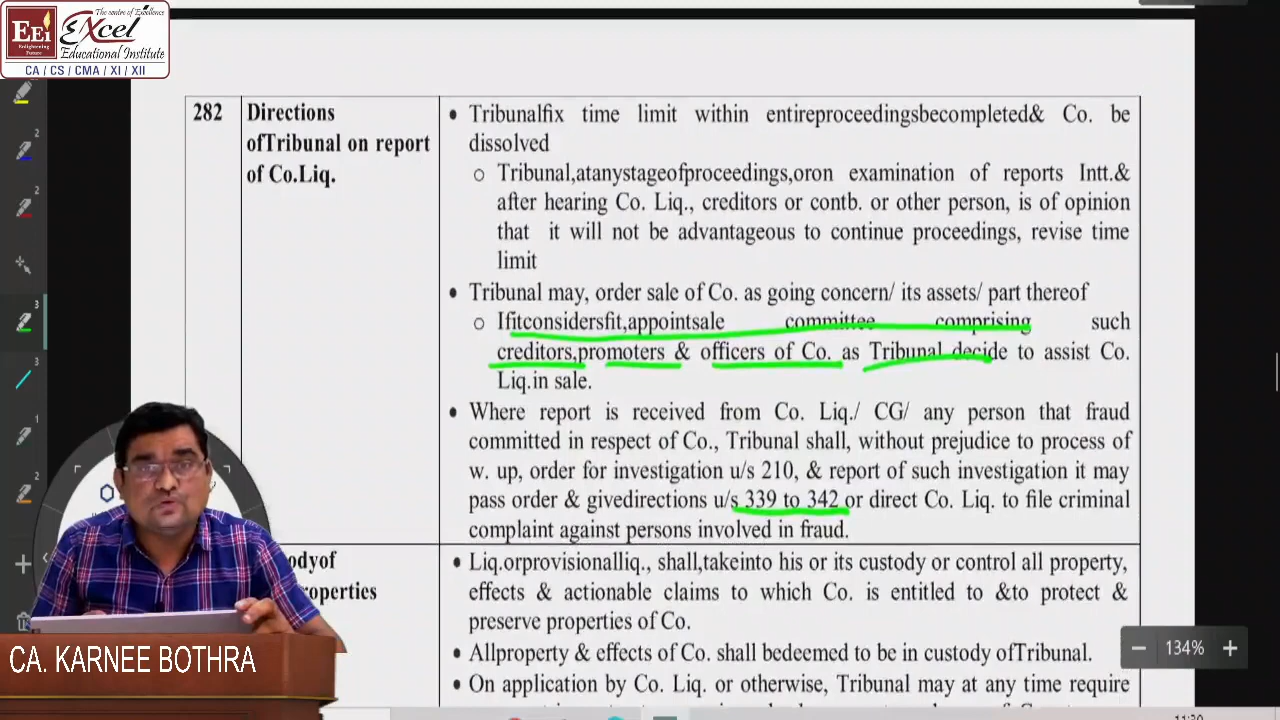 The centre of Excellence
EEi
EXcel
Enlightening
Future
Educational Institute
CA / CS / CMA / XI / XII
282
Directions
ofTribunal on report
of Co.Liq.
• Tribunalfix time limit within entireproceedingsbecompleted& Co. be
dissolved
o Tribunal,atanystageofproceedings,oron examination of reports Intt.&
after hearing Co. Liq., creditors or contb. or other person, is of opinion
that it will not be advantageous to continue proceedings, revise time
limit
• Tribunal may, order sale of Co. as going concern/ its assets/ part thereof
o Ifitconsidersfit,appointsale committee comprising such
creditors,promoters & officers of Co. as Tribunal decide to assist Co.
Liq.in sale.
• Where report is received from Co. Liq./ CG/ any person that fraud
committed in respect of Co., Tribunal shall, without prejudice to process of
w. up, order for investigation u/s 210, & report of such investigation it may
pass order & givedirections u/s 339 to 342 or direct Co. Liq. to file criminal
complaint against persons involved in fraud.
odyof
operties
• Liq.orprovisionalliq., shall,takeinto his or its custody or control all property,
effects & actionable claims to which Co. is entitled to &to protect &
preserve properties of Co.
• Allproperty & effects of Co. shall bedeemed to be in custody ofTribunal.
• On application by Co. Liq. or otherwise, Tribunal may at any time require
2
2
3
3
1
2
134%
CA. KARNEE BOTHRA